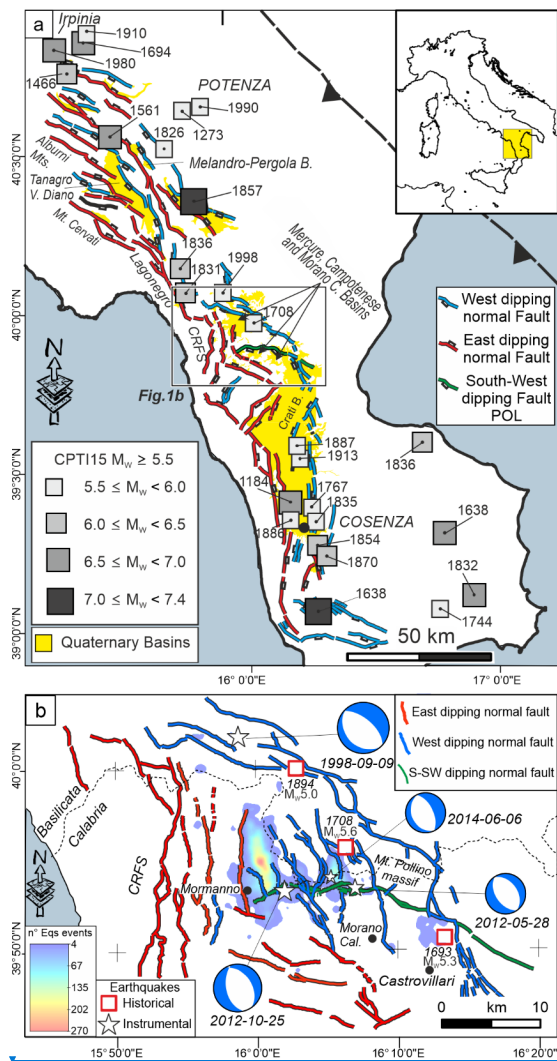 a
Irpinia
1910
1694
1980
1466
POTENZA
1561
1990
1826
1273
40°30'0"N
Alburni
Mts.
Melandro-Pergola B.
Tanagro
V. Diano
1857
Mt. Cervati
Mercure, Campotenese
and Morano C. Basins
1836
1998
Lagonegro
1831
40°00'0"N
1708
CRFS
N
Fig.1b
West dipping
normal Fault
East dipping
normal Fault
South-West
dipping Fault
POL
Crati B.
CPTI15 Mw ≥ 5.5
5.5 ≤ Mw < 6.0
6.0 ≤ Mw < 6.5
6.5 ≤ Mw < 7.0
7.0 ≤ Mw < 7.4
Quaternary Basins
1887
1913
1836
39°30'0"N
1184
1767
1835
1886
COSENZA
1638
1854
1870
1832
1638
1744
39°00'0"N
50 km
16°0'0"E
17°0'0"E
b
East dipping normal fault
West dipping normal fault
S-SW dipping normal fault
1998-09-09
40°0'0"N
1894
Mw5.0
Basilicata
Calabria
1708
Mw5.6
2014-06-06
Mt. Pollino
massif
CRFS
N
Mormanno
2012-05-28
Morano
Cal.
1693
Mw5.3
39°50'0"N
n° Eqs events
4
67
135
202
270
Castrovillari
Earthquakes
Historical
Instrumental
2012-10-25
0
10
km
15°50'0"E
16°0'0"E
16°10'0"E
16°20'0"E